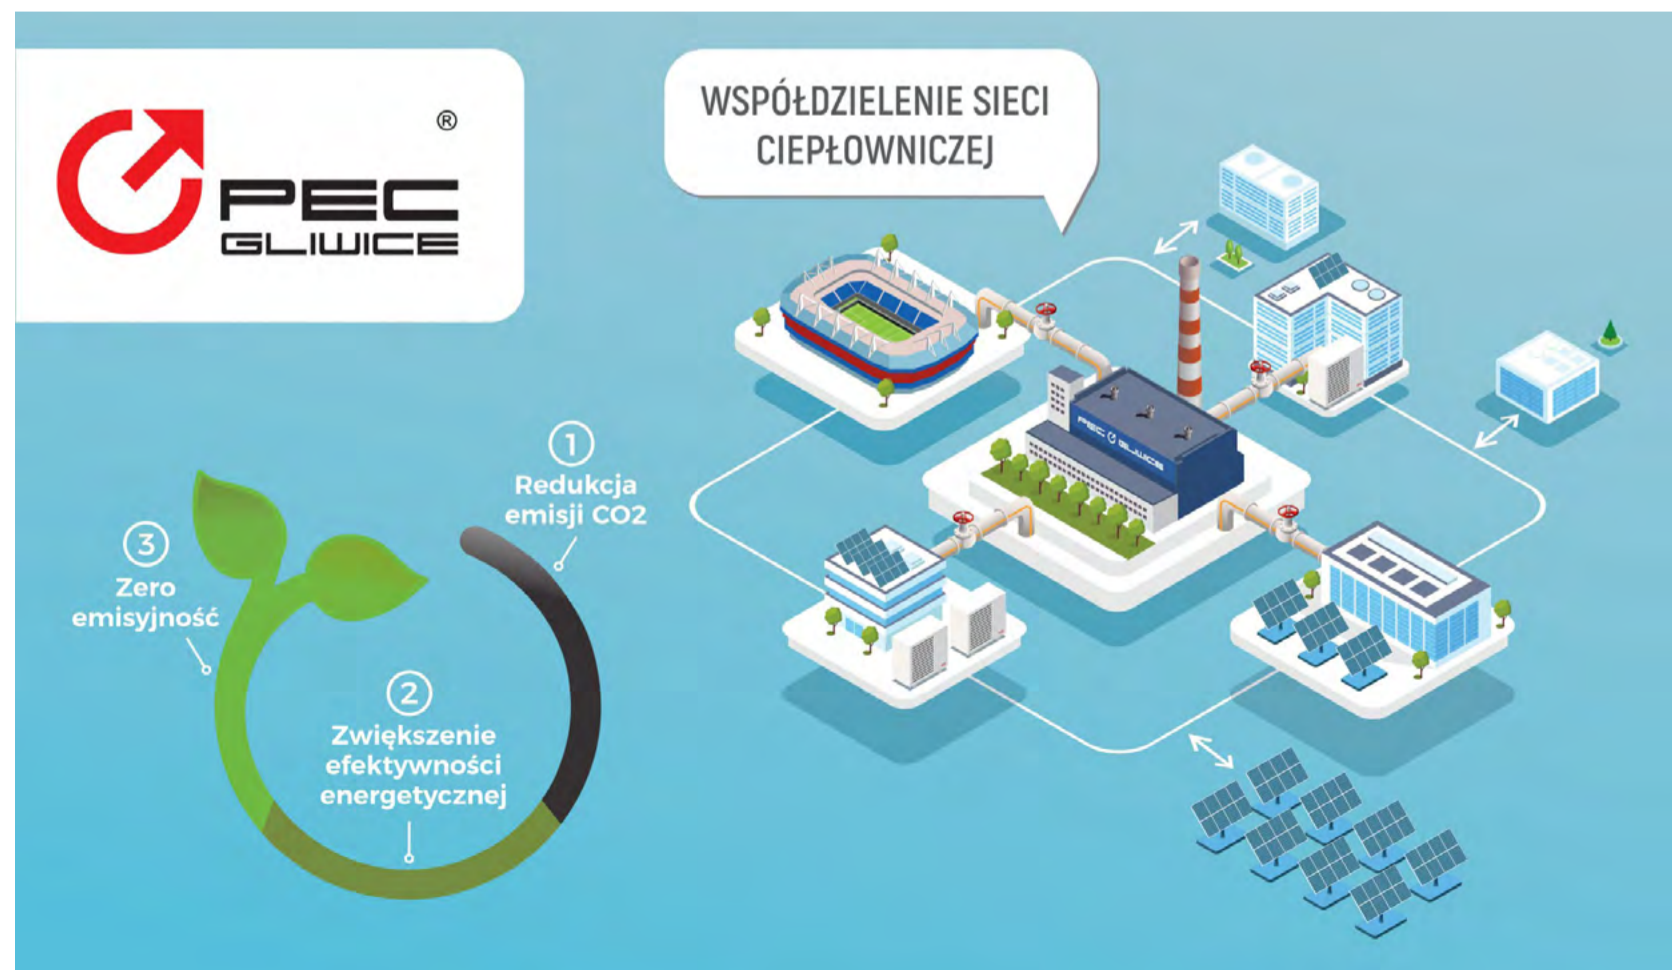 ®
PEC
GLIWICE
WSPÓŁDZIELENIE SIECI
CIEPŁOWNICZEJ
PEC GLIWICE
1
Redukcja
emisji CO2
3
Zero
emisyjność
2
Zwiększenie
efektywności
energetycznej